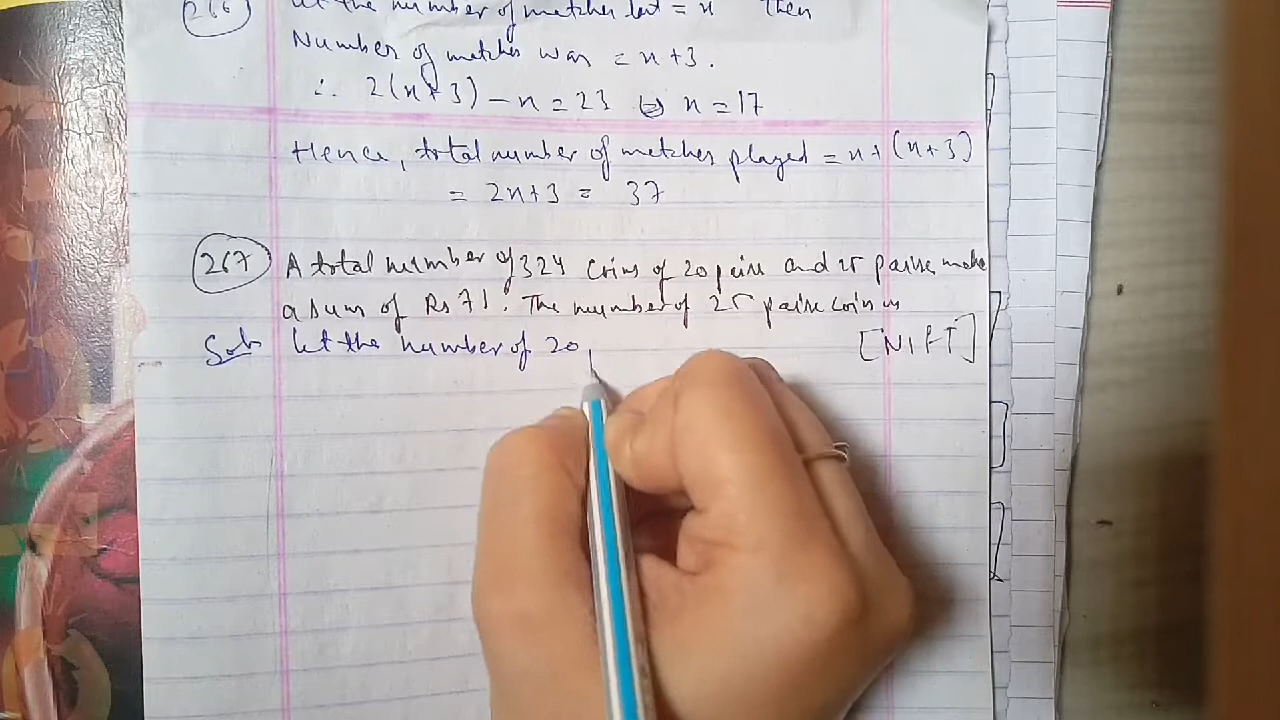 266 let the number of matches lost = x Then
Number of matches won = x+3.
∴ 2(x+3) - x = 23 x = 17
Hence, total number of matches played = x + (x+3)
= 2x+3 = 37
267 A total number of 324 coins of 20 paise and 25 paise make
a sum of Rs 71. The number of 25 paise coin is
Sol: let the number of 20
[NIFT]